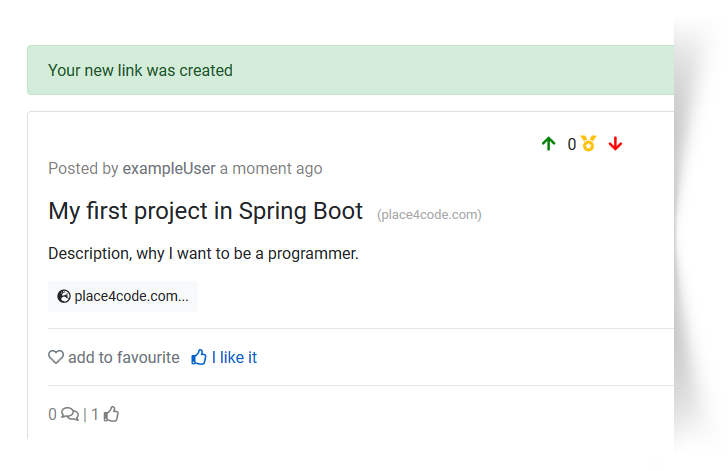 Your new link was created
0
Posted by exampleUser a moment ago
My first project in Spring Boot (place4code.com)
Description, why I want to be a programmer.
place4code.com...
add to favourite I like it
0 | 1